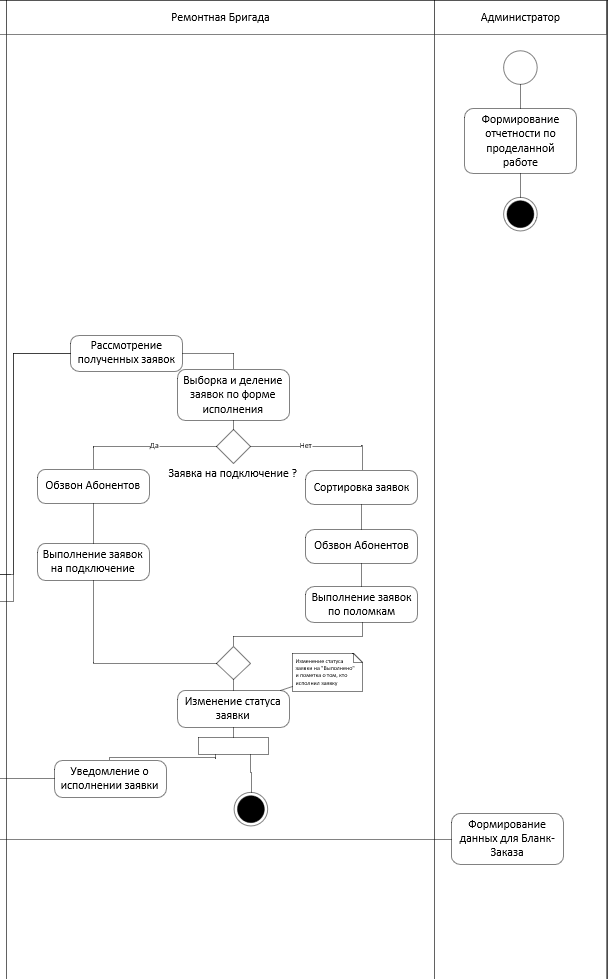 Ремонтная Бригада
Администратор
Формирование
отчетности по
проделанной
работе
Рассмотрение
полученных заявок
Выборка и деление
заявок по форме
исполнения
Да
Нет
Заявка на подключение ?
Обзвон Абонентов
Сортировка заявок
Выполнение заявок
на подключение
Обзвон Абонентов
Выполнение заявок
по поломкам
Изменение статуса
заявки на "Выполнено"
и пометка о том, кто
исполнил заявку
Изменение статуса
заявки
Уведомление о
исполнении заявки
Формирование
данных для Бланк-
Заказа